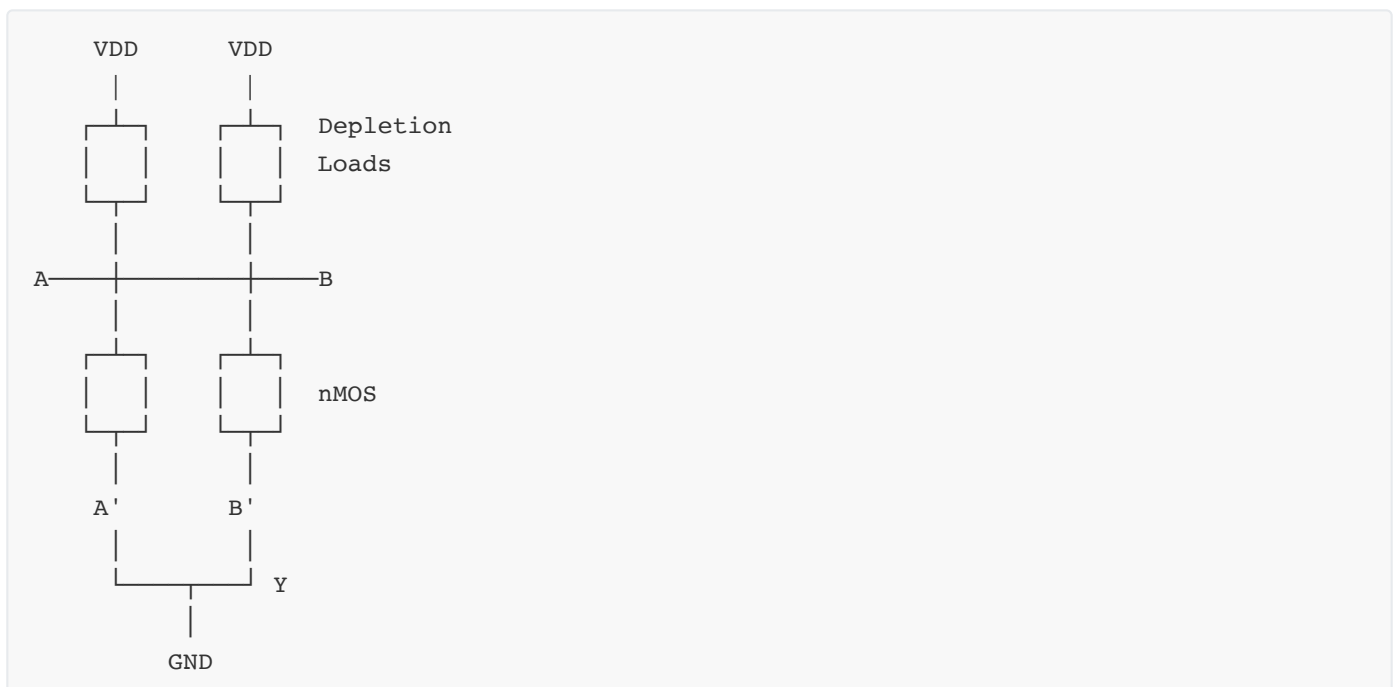 VDD VDD
Depletion
Loads
A B
nMOS
A' B'
Y
GND